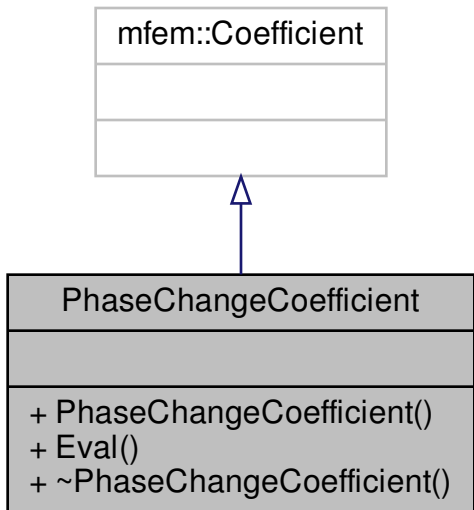 mfem::Coefficient
PhaseChangeCoefficient
+ PhaseChangeCoefficient()
+ Eval()
+ ~PhaseChangeCoefficient()